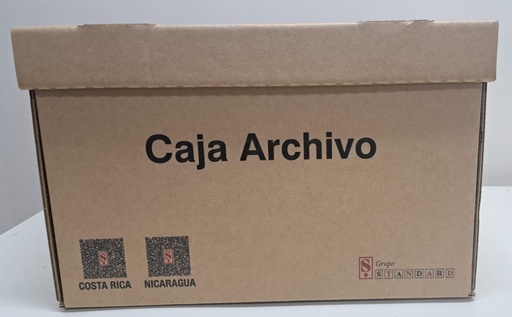 Caja Archivo
COSTA RICA
NICARAGUA
Grupo
STANDARD